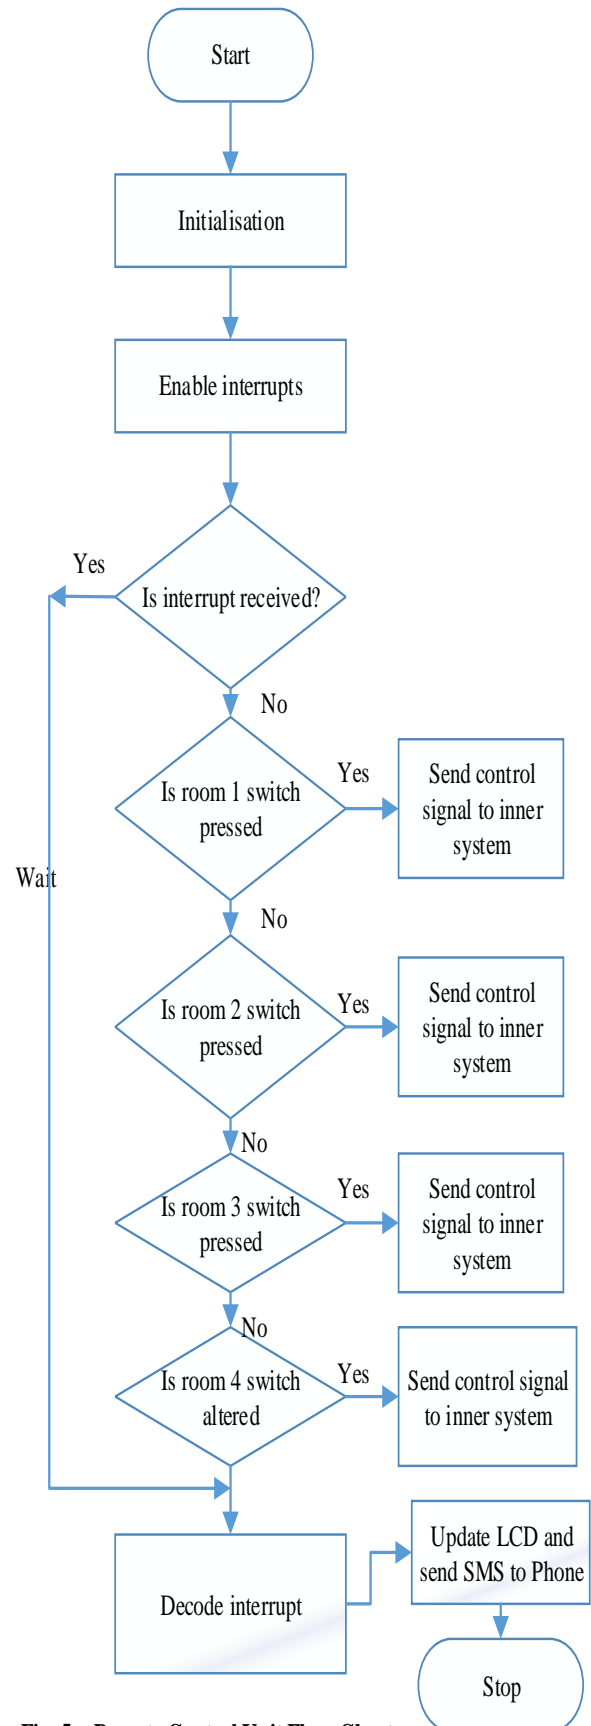 Start
Initialisation
Enable interrupts
Yes
Is interrupt received?
No
Is room 1 switch
pressed
Yes
Send control
signal to inner
system
Wait
No
Is room 2 switch
pressed
Yes
Send control
signal to inner
system
No
Is room 3 switch
pressed
Yes
Send control
signal to inner
system
No
Is room 4 switch
altered
Yes
Send control signal
to inner system
Decode interrupt
Update LCD and
send SMS to Phone
Stop